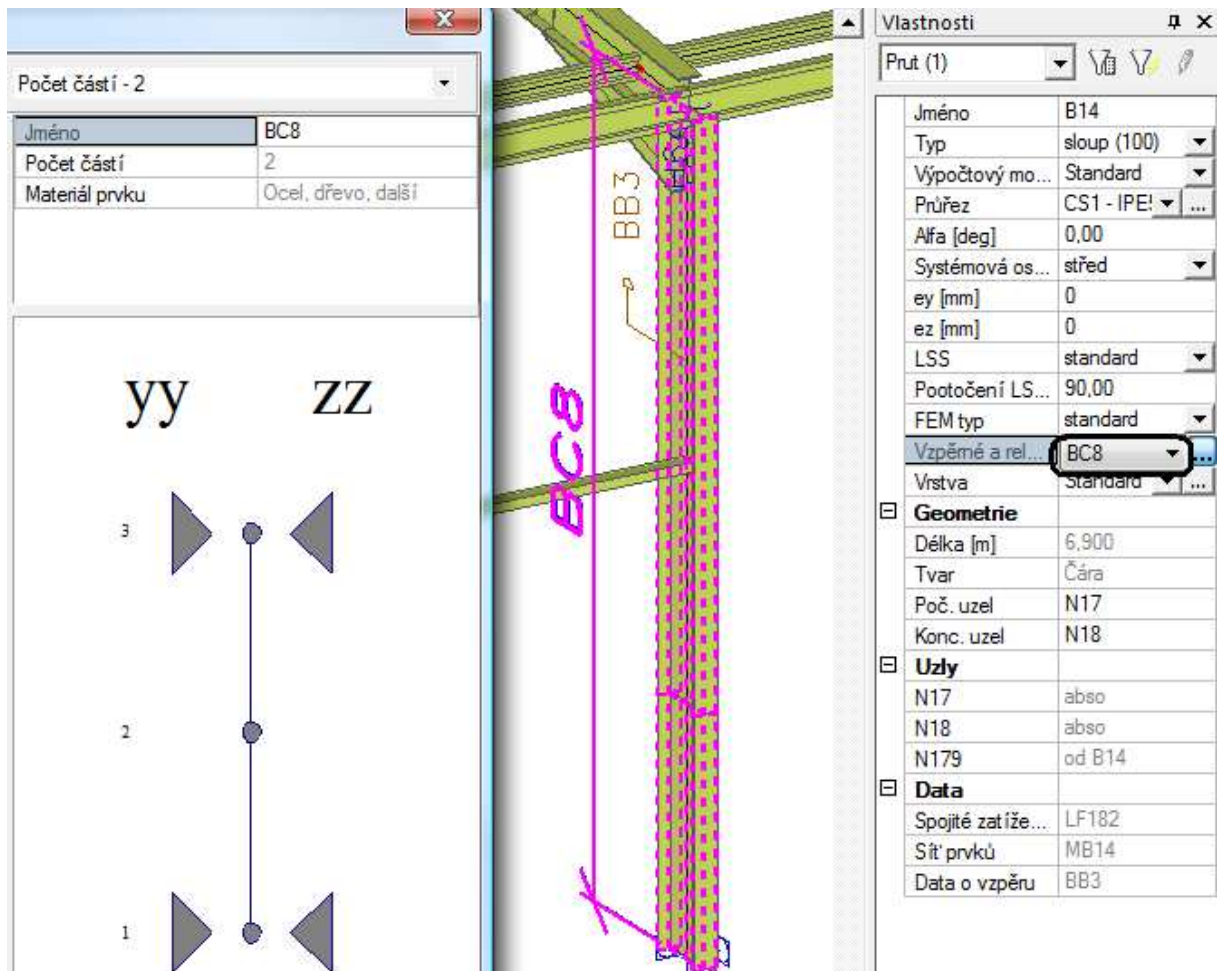 Počet částí - 2
Jméno BC8
Počet částí 2
Materiál prvku Ocel, dřevo, další
yy zz
3
2
1
BB3
BC8
Vlastnosti
Prut (1)
Jméno B14
Typ sloup (100)
Výpočtový mo... Standard
Průřez CS1 - IPE! ...
Alfa [deg] 0,00
Systémová os... střed
ey [mm] 0
ez [mm] 0
LSS standard
Pootočení LS... 90,00
FEM typ standard
Vzpěrné a rel... BC8 ...
Vrstva Standard ...
Geometrie
Délka [m] 6,900
Tvar Čára
Poč. uzel N17
Konc. uzel N18
Uzly
N17 abso
N18 abso
N179 od B14
Data
Spojité zatíže... LF182
Síť prvků MB14
Data o vzpěru BB3